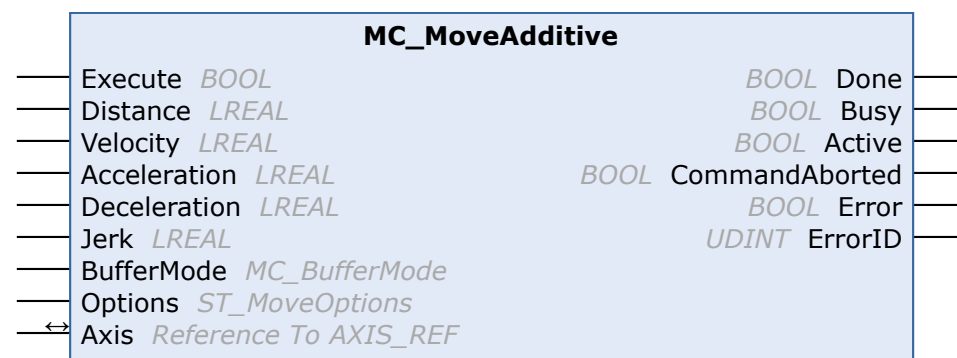 MC_MoveAdditive
Execute BOOL BOOL Done
Distance LREAL BOOL Busy
Velocity LREAL BOOL Active
Acceleration LREAL BOOL CommandAborted
Deceleration LREAL BOOL Error
Jerk LREAL UDINT ErrorID
BufferMode MC_BufferMode
Options ST_MoveOptions
↔ Axis Reference To AXIS_REF